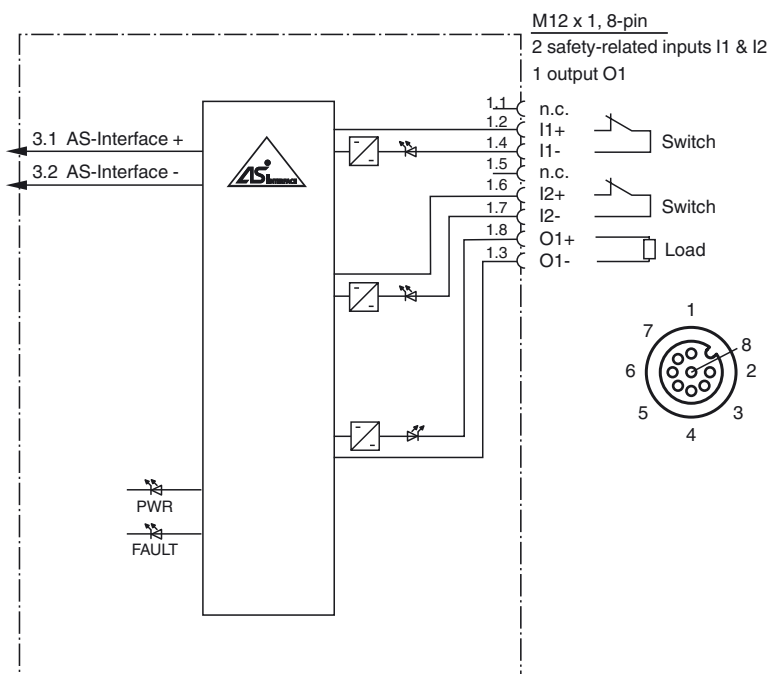 M12 x 1, 8-pin
2 safety-related inputs I1 & I2
1 output O1
3.1 AS-Interface +
3.2 AS-Interface -
AS INTERFACE
1.1 n.c.
1.2 I1+
1.4 I1-
Switch
1.5 n.c.
1.6 I2+
1.7 I2-
Switch
1.8 O1+
1.3 O1-
Load
1
7
8
6
2
5
3
4
PWR
FAULT